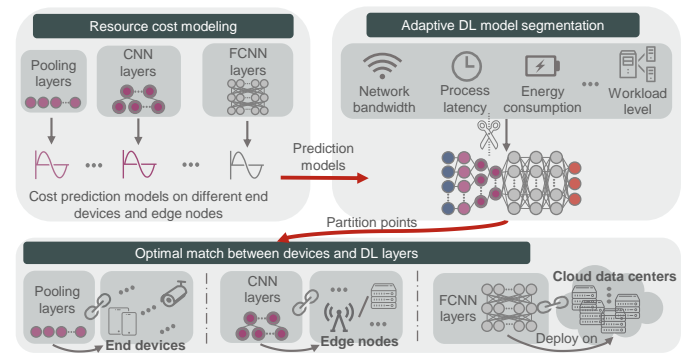 Resource cost modeling
Pooling
layers
CNN
layers
FCNN
layers
Cost prediction models on different end
devices and edge nodes
Prediction
models
Adaptive DL model segmentation
Network
bandwidth
Process
latency
Energy
consumption
Workload
level
Partition points
Optimal match between devices and DL layers
Pooling
layers
End devices
CNN
layers
Edge nodes
FCNN
layers
Cloud data centers
Deploy on